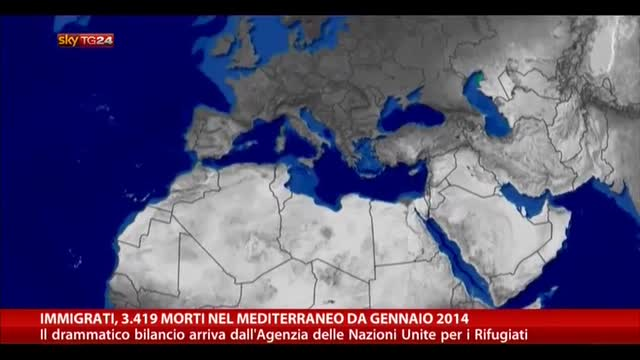 sky TG24
IMMIGRATI, 3.419 MORTI NEL MEDITERRANEO DA GENNAIO 2014
Il drammatico bilancio arriva dall'Agenzia delle Nazioni Unite per i Rifugiati